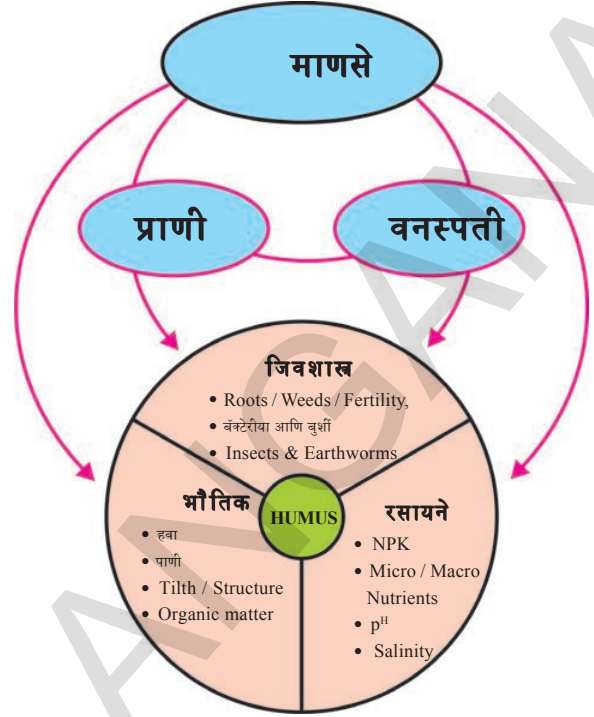 माणसे
प्राणी
वनस्पती
जिवशास्त्र
• Roots / Weeds / Fertility,
• बॅक्टेरीया आणि बुर्शी
• Insects & Earthworms
भौतिक
• हवा
• पाणी
• Tilth / Structure
• Organic matter
HUMUS
रसायने
• NPK
• Micro / Macro
Nutrients
• pᴴ
• Salinity